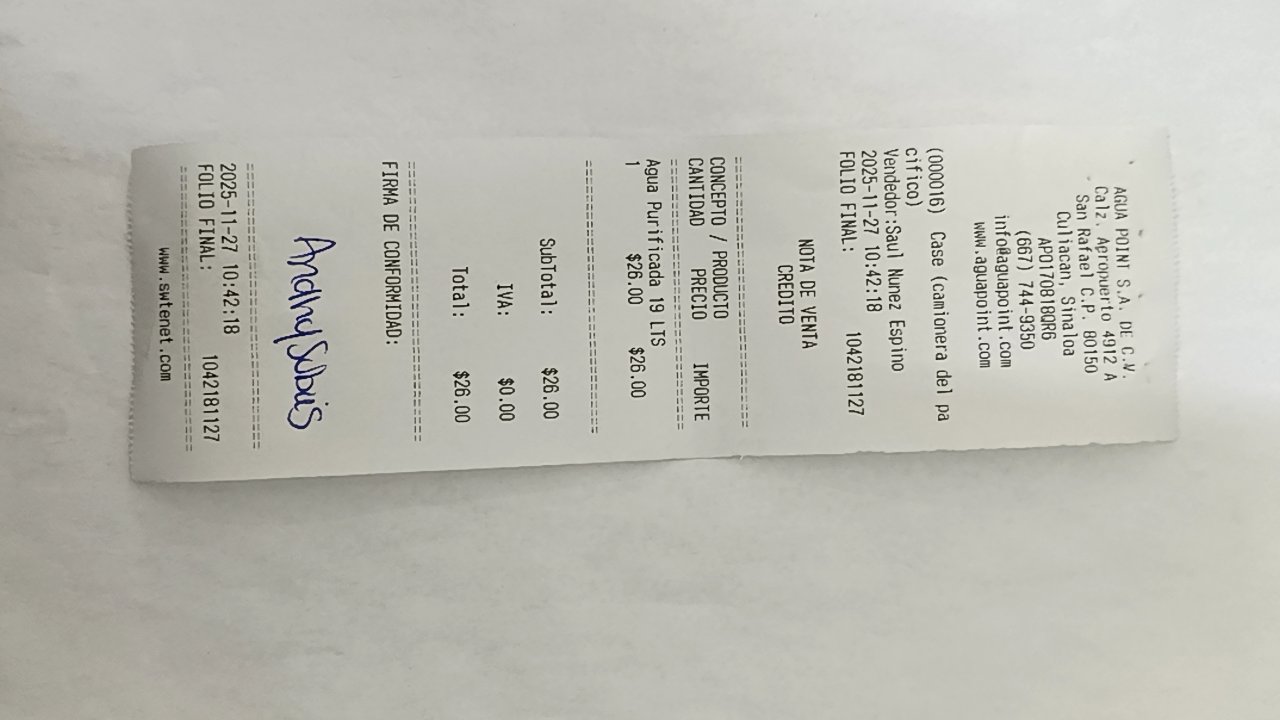 AGUA POINT S.A. DE C.V.
Calz. Apropuerto 4912 A
San Rafael C.P. 80150
Culiacan, Sinaloa
APO170818QR6
(667) 744-9350
info@aguapoint.com
www.aguapoint.com
(000016) Case (camionera del pa
cifico)
Vendedor:Saul Nunez Espino
2025-11-27 10:42:18
FOLIO FINAL: 1042181127
NOTA DE VENTA
CREDITO
CONCEPTO / PRODUCTO
CANTIDAD PRECIO IMPORTE
Agua Purificada 19 LTS
1 $26.00 $26.00
SubTotal: $26.00
IVA: $0.00
Total: $26.00
FIRMA DE CONFORMIDAD:
2025-11-27 10:42:18
FOLIO FINAL: 1042181127
www.swtenet.com